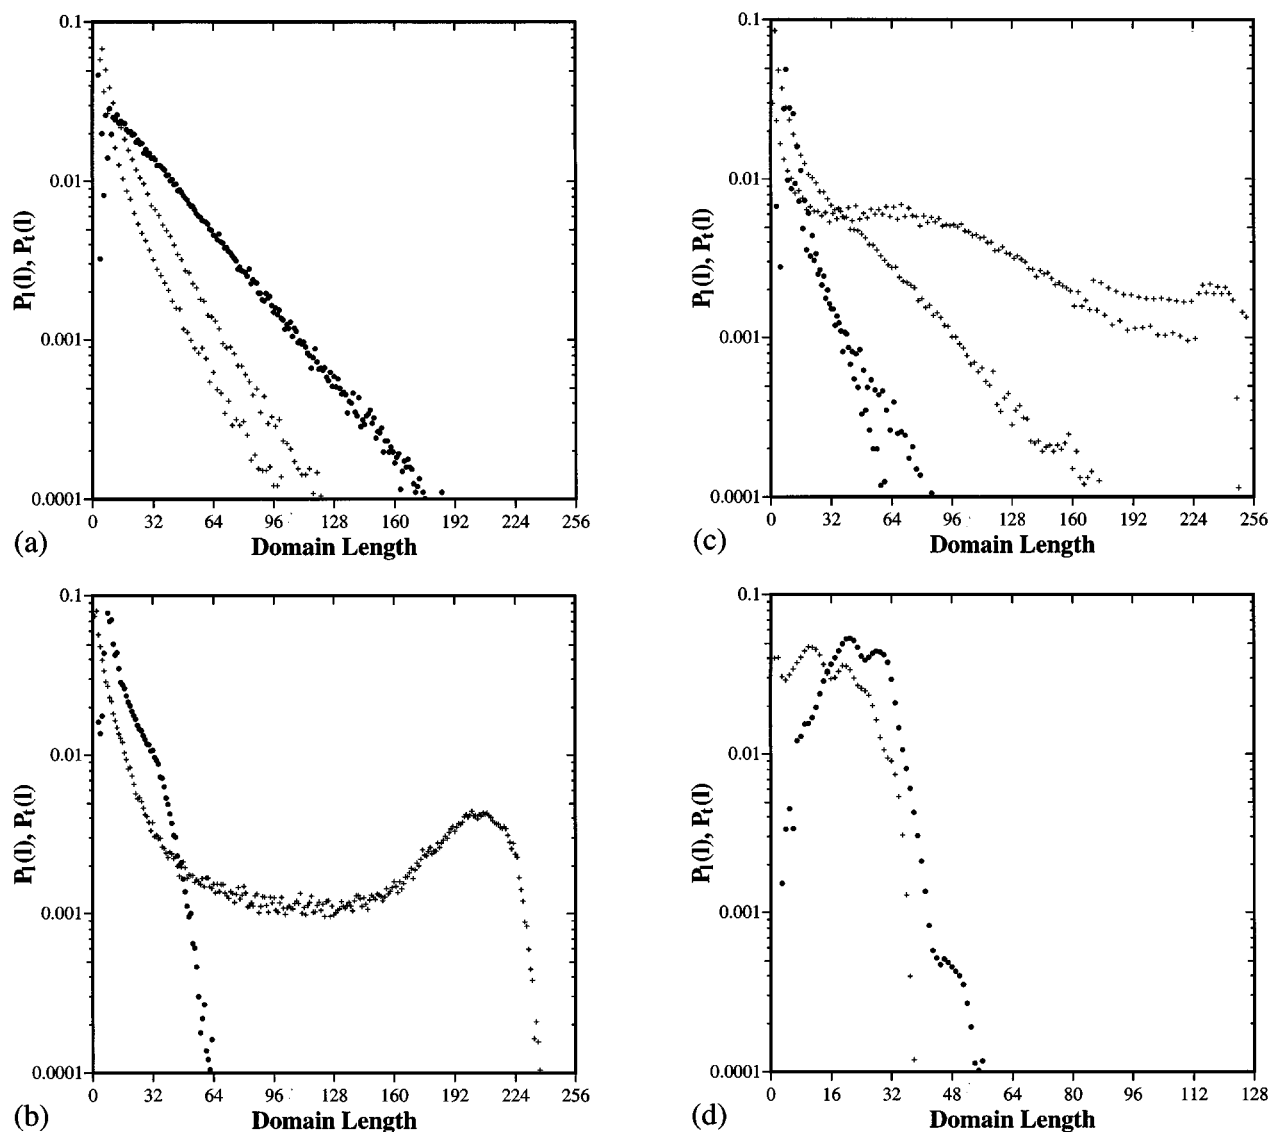 0.1
0.01
0.001
0.0001
P_l(l), P_t(l)
0 32 64 96 128 160 192 224 256
Domain Length
(a)
0.1
0.01
0.001
0.0001
P_l(l), P_t(l)
0 32 64 96 128 160 192 224 256
Domain Length
(c)
0.1
0.01
0.001
0.0001
P_l(l), P_t(l)
0 32 64 96 128 160 192 224 256
Domain Length
(b)
0.1
0.01
0.001
0.0001
P_l(l), P_t(l)
0 16 32 48 64 80 96 112 128
Domain Length
(d)